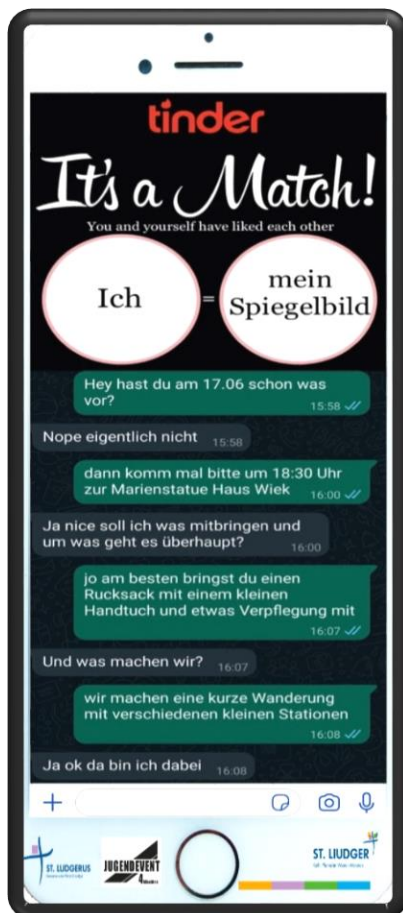 tinder
It's a Match!
You and yourself have liked each other
Ich
=
mein
Spiegelbild
Hey hast du am 17.06 schon was
vor?
15:58
Nope eigentlich nicht 15:58
dann komm mal bitte um 18:30 Uhr
zur Marienstatue Haus Wiek 16:00
Ja nice soll ich was mitbringen und
um was geht es überhaupt? 16:00
jo am besten bringst du einen
Rucksack mit einem kleinen
Handtuch und etwas Verpflegung mit
16:07
Und was machen wir? 16:07
wir machen eine kurze Wanderung
mit verschiedenen kleinen Stationen
16:08
Ja ok da bin ich dabei 16:08
ST. LUDGERUS
JUGENDEVENT
ST. LIUDGER